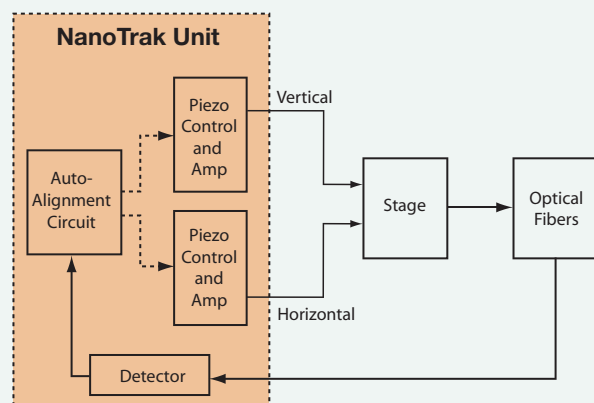 NanoTrak Unit
Piezo
Control
and
Amp
Vertical
Auto-
Alignment
Circuit
Stage
Optical
Fibers
Piezo
Control
and
Amp
Horizontal
Detector